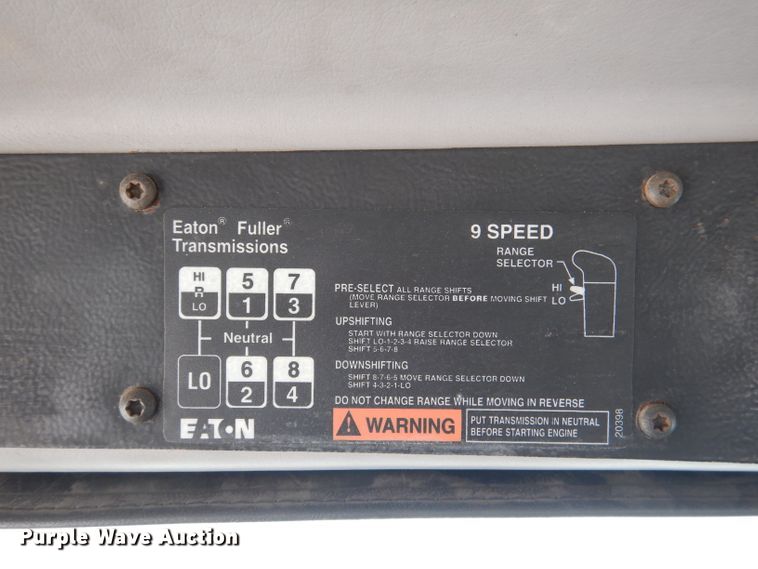 Eaton® Fuller®
Transmissions
9 SPEED
RANGE
SELECTOR
HI
LO
HI
R
LO
5
1
7
3
Neutral
LO
6
2
8
4
PRE-SELECT ALL RANGE SHIFTS
(MOVE RANGE SELECTOR BEFORE MOVING SHIFT
LEVER)
UPSHIFTING
START WITH RANGE SELECTOR DOWN
SHIFT LO-1-2-3-4 RAISE RANGE SELECTOR
SHIFT 5-6-7-8
DOWNSHIFTING
SHIFT 8-7-6-5 MOVE RANGE SELECTOR DOWN
SHIFT 4-3-2-1-LO
DO NOT CHANGE RANGE WHILE MOVING IN REVERSE
EATON
WARNING
PUT TRANSMISSION IN NEUTRAL
BEFORE STARTING ENGINE
20398
Purple Wave Auction